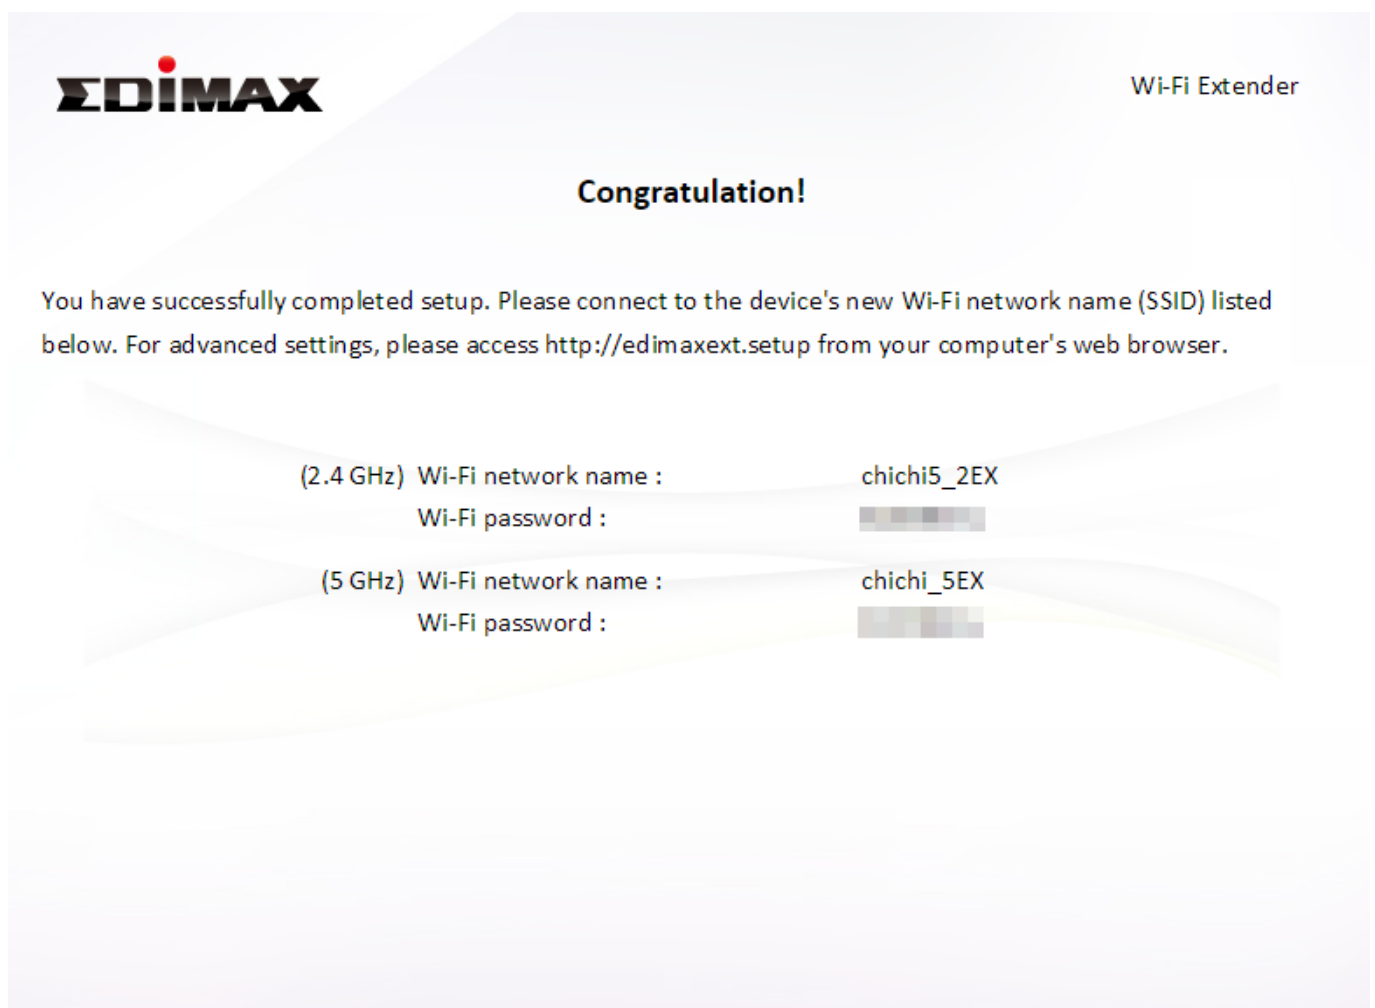 EDiMAX
Wi-Fi Extender
Congratulation!
You have successfully completed setup. Please connect to the device's new Wi-Fi network name (SSID) listed
below. For advanced settings, please access http://edimaxext.setup from your computer's web browser.
(2.4 GHz) Wi-Fi network name : chichi5_2EX
Wi-Fi password :
(5 GHz) Wi-Fi network name : chichi_5EX
Wi-Fi password :